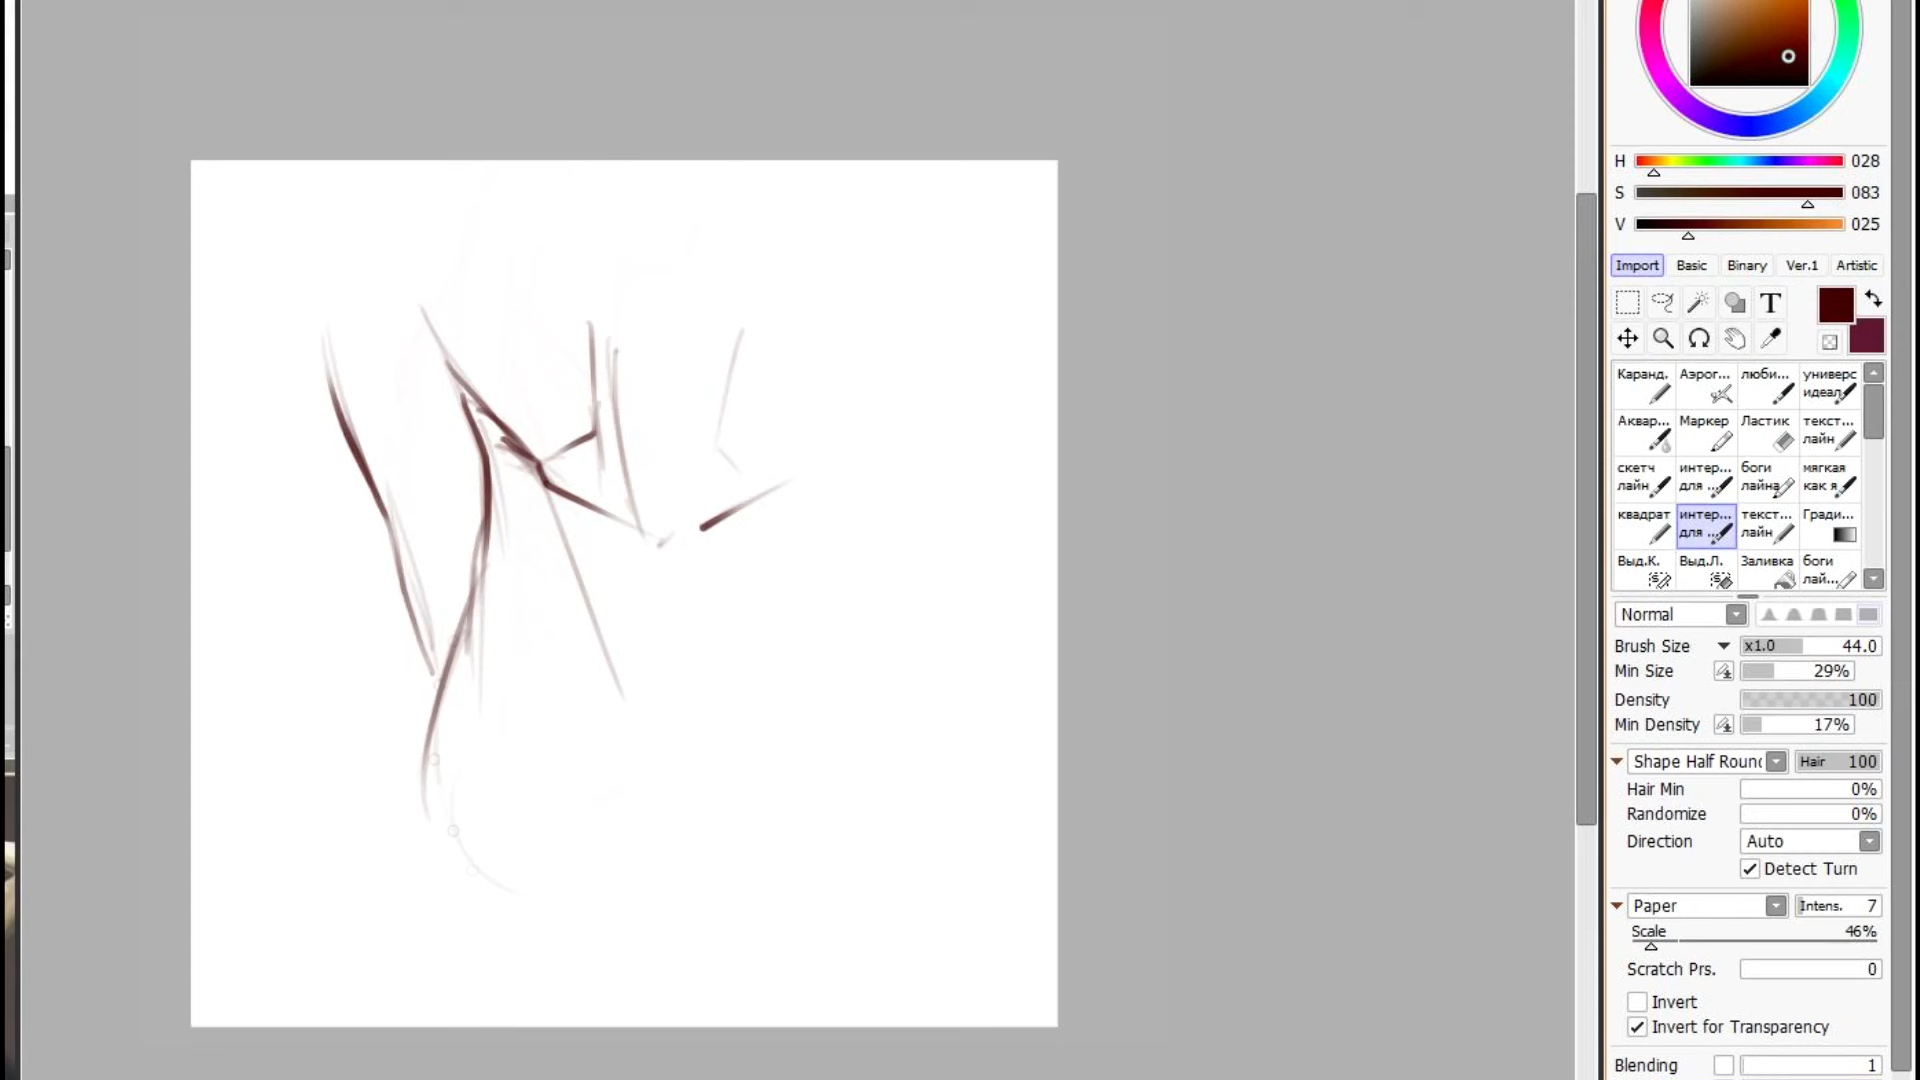 H 028
S 083
V 025
Import Basic Binary Ver.1 Artistic
T
Каранд. Аэрог... люби... универс
идеал
Аквар... Маркер Ластик текст...
лайн
скетч интер... боги мягкая
лайн для ... лайна как я
квадрат интер... текст... Гради...
для ... лайн
Выд.К. Выд.Л. Заливка боги
лай...
Normal
Brush Size x1.0 44.0
Min Size 29%
Density 100
Min Density 17%
Shape Half Roun Hair 100
Hair Min 0%
Randomize 0%
Direction Auto
Detect Turn
Paper Intens. 7
Scale 46%
Scratch Prs. 0
Invert
Invert for Transparency
Blending 1